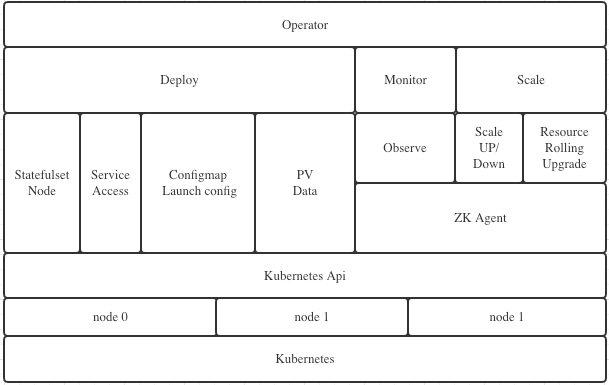 Operator
Deploy
Monitor
Scale
Statefulset
Node
Service
Access
Configmap
Launch config
PV
Data
Observe
Scale
UP/
Down
Resource
Rolling
Upgrade
ZK Agent
Kubernetes Api
node 0
node 1
node 1
Kubernetes